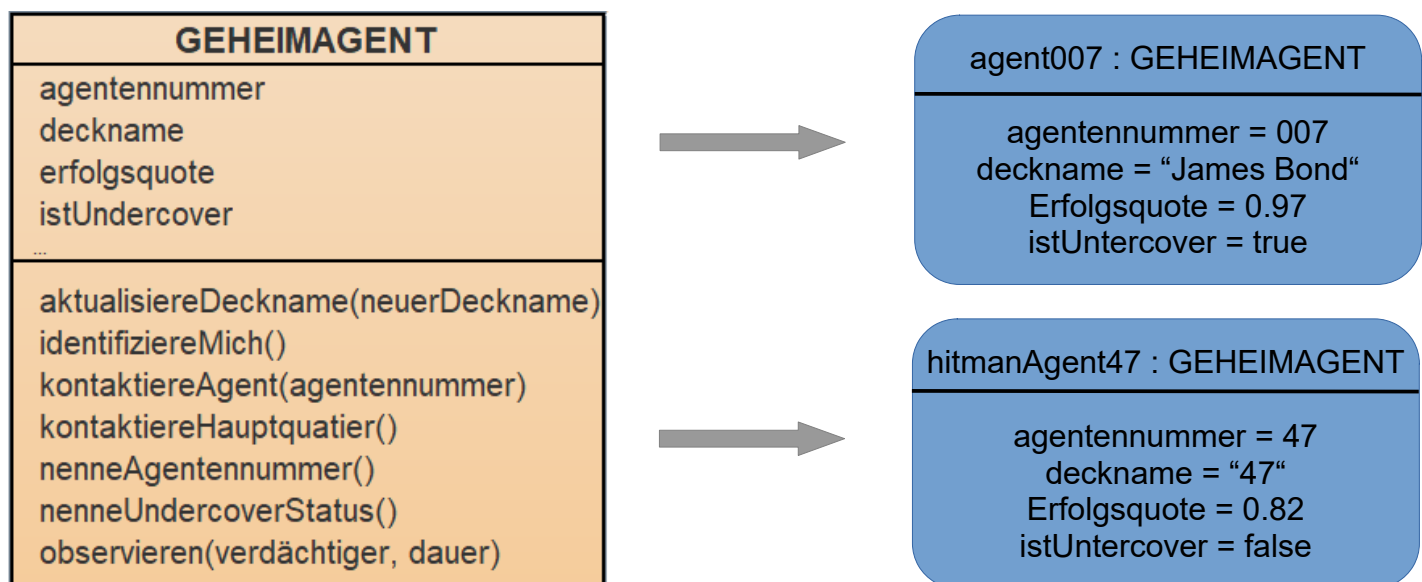 GEHEIMAGENT
agentennummer
deckname
erfolgsquote
istUndercover
...
aktualisiereDeckname(neuerDeckname)
identifiziereMich()
kontaktiereAgent(agentennummer)
kontaktiereHauptquatier()
nenneAgentennummer()
nenneUndercoverStatus()
observieren(verdächtiger, dauer)
agent007 : GEHEIMAGENT
agentennummer = 007
deckname = “James Bond“
Erfolgsquote = 0.97
istUntercover = true
hitmanAgent47 : GEHEIMAGENT
agentennummer = 47
deckname = “47“
Erfolgsquote = 0.82
istUntercover = false